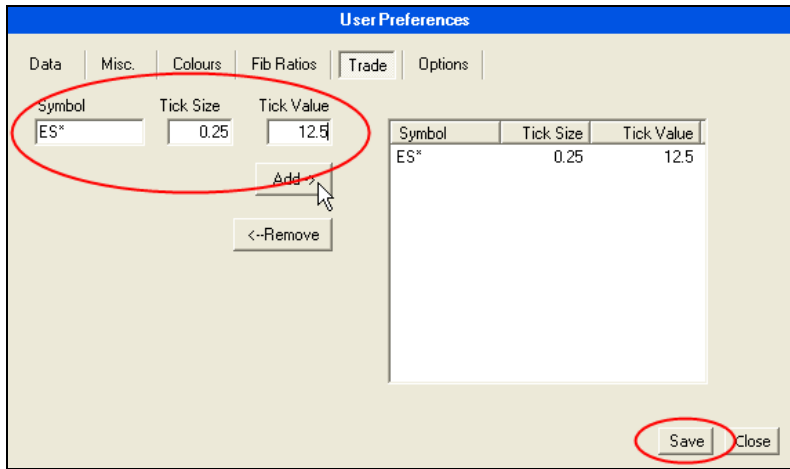 User Preferences
Data Misc. Colours Fib Ratios Trade Options
Symbol Tick Size Tick Value
ES* 0.25 12.5
Add->
<--Remove
Symbol Tick Size Tick Value
ES* 0.25 12.5
Save Close